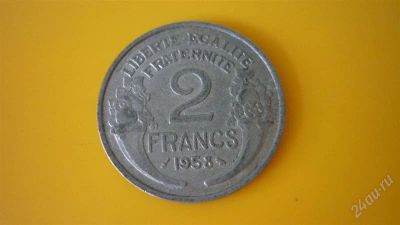 LIBERTE-EGALITE
FRATERNITE
2
FRANCS
1958
24au.ru